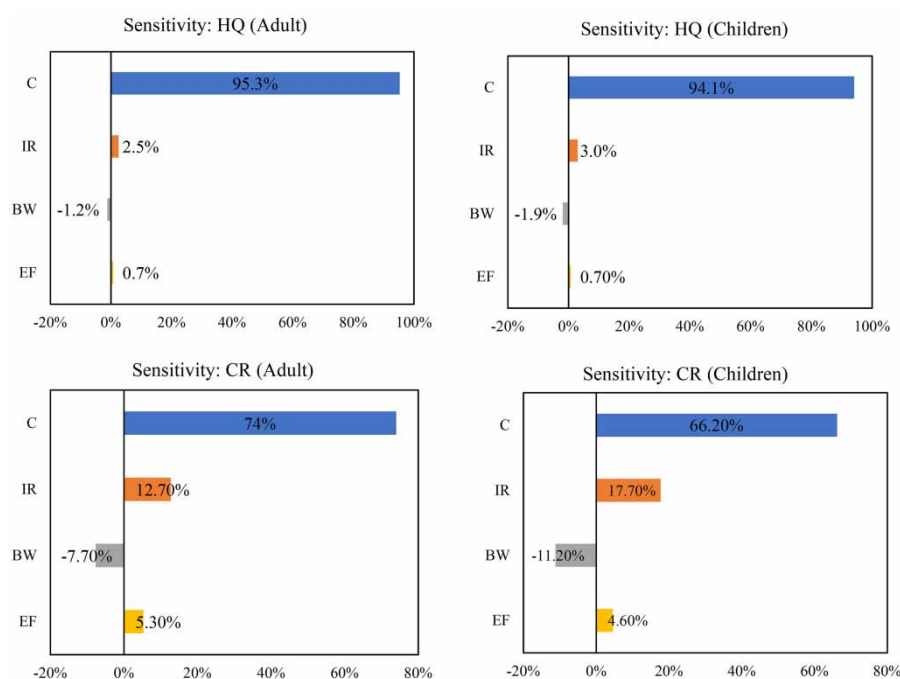 Sensitivity: HQ (Adult)
C
95.3%
IR
2.5%
BW
-1.2%
EF
0.7%
-20% 0% 20% 40% 60% 80% 100%
Sensitivity: HQ (Children)
C
94.1%
IR
3.0%
BW
-1.9%
EF
0.70%
-20% 0% 20% 40% 60% 80% 100%
Sensitivity: CR (Adult)
C
74%
IR
12.70%
BW
-7.70%
EF
5.30%
-20% 0% 20% 40% 60% 80%
Sensitivity: CR (Children)
C
66.20%
IR
17.70%
BW
-11.20%
EF
4.60%
-20% 0% 20% 40% 60% 80%